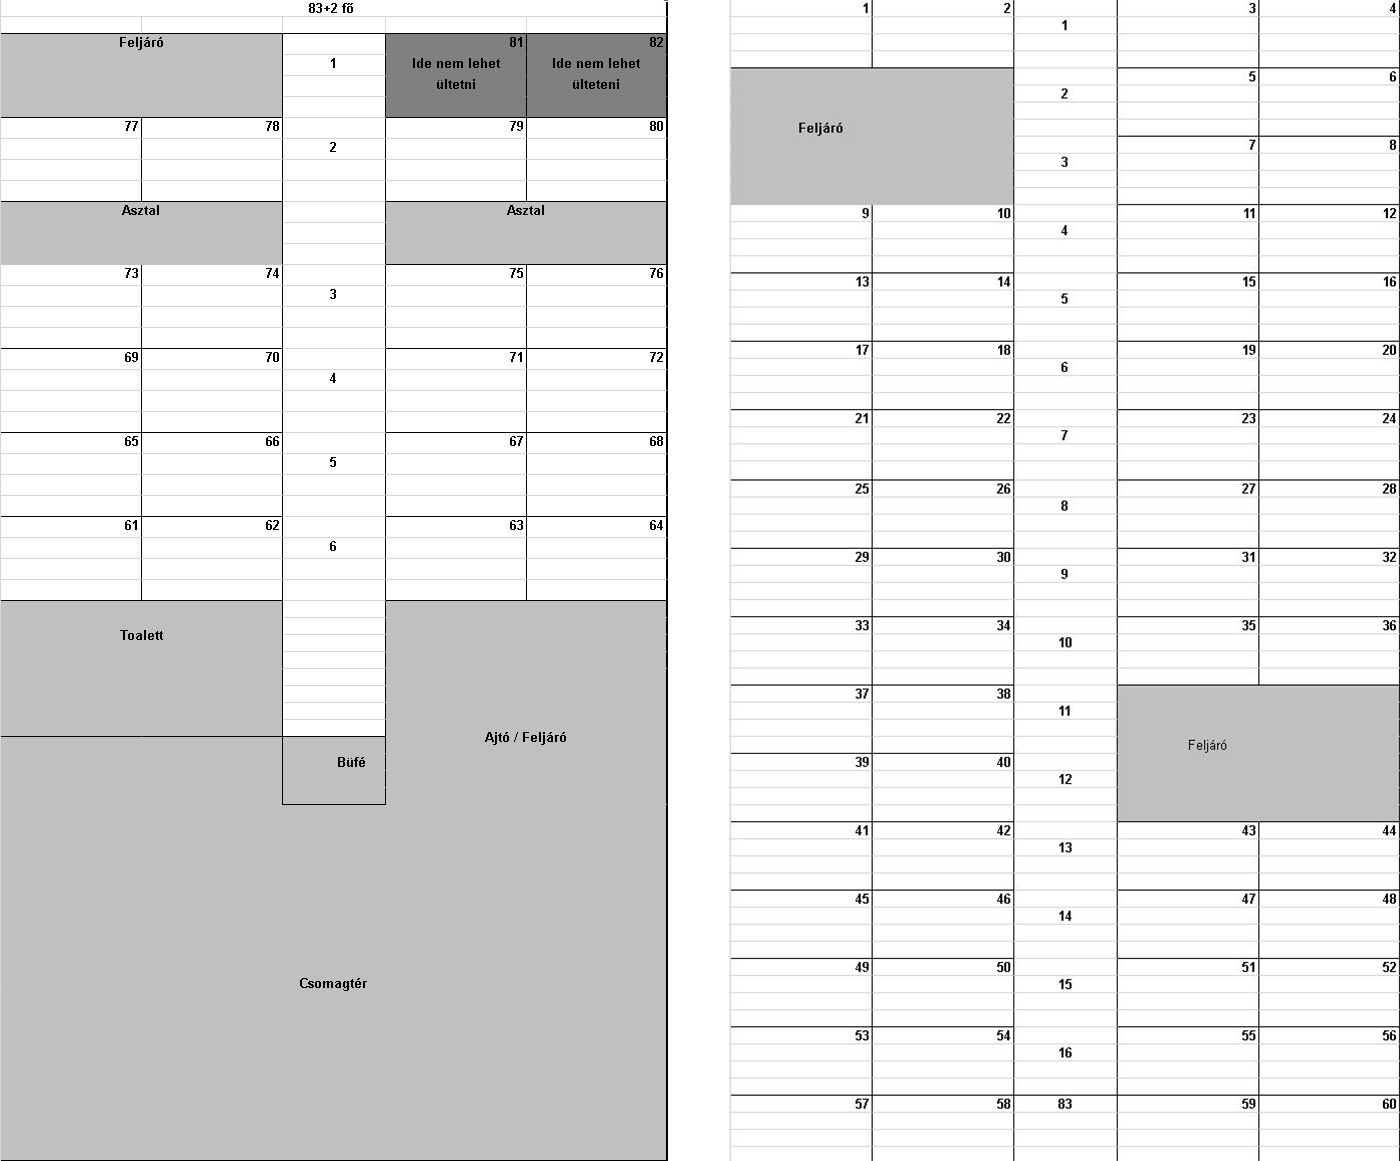 83+2 fő
Feljáró
81
82
1
Ide nem lehet
ültetni
Ide nem lehet
ülteteni
77 78 79 80
2
Asztal
Asztal
73 74 75 76
3
69 70 71 72
4
65 66 67 68
5
61 62 63 64
6
Toalett
Ajtó / Feljáró
Büfé
Csomagtér
1 2 3 4
1
5 6
2
Feljáró
7 8
3
9 10 11 12
4
13 14 15 16
5
17 18 19 20
6
21 22 23 24
7
25 26 27 28
8
29 30 31 32
9
33 34 35 36
10
37 38
11
Feljáró
39 40
12
41 42 43 44
13
45 46 47 48
14
49 50 51 52
15
53 54 55 56
16
57 58 83 59 60